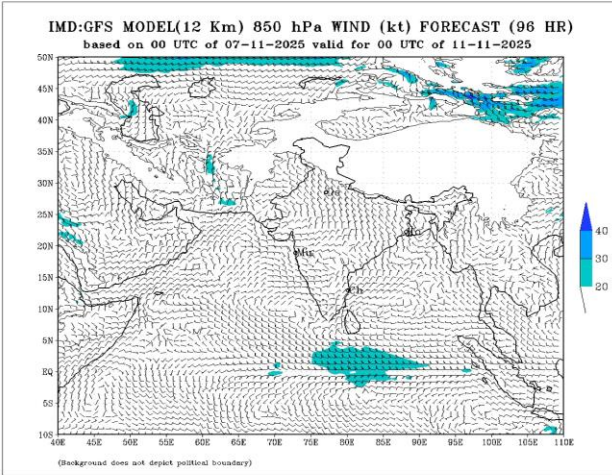 IMD:GFS MODEL(12 Km) 850 hPa WIND (kt) FORECAST (96 HR)
based on 00 UTC of 07-11-2025 valid for 00 UTC of 11-11-2025
50N
45N
40N
35N
30N
25N
20N
15N
10N
5N
EQ
5S
10S
Mu
Ch
40
30
20
40E 45E 50E 55E 60E 65E 70E 75E 80E 85E 90E 95E 100E 105E 110E
(Background does not depict political boundary)